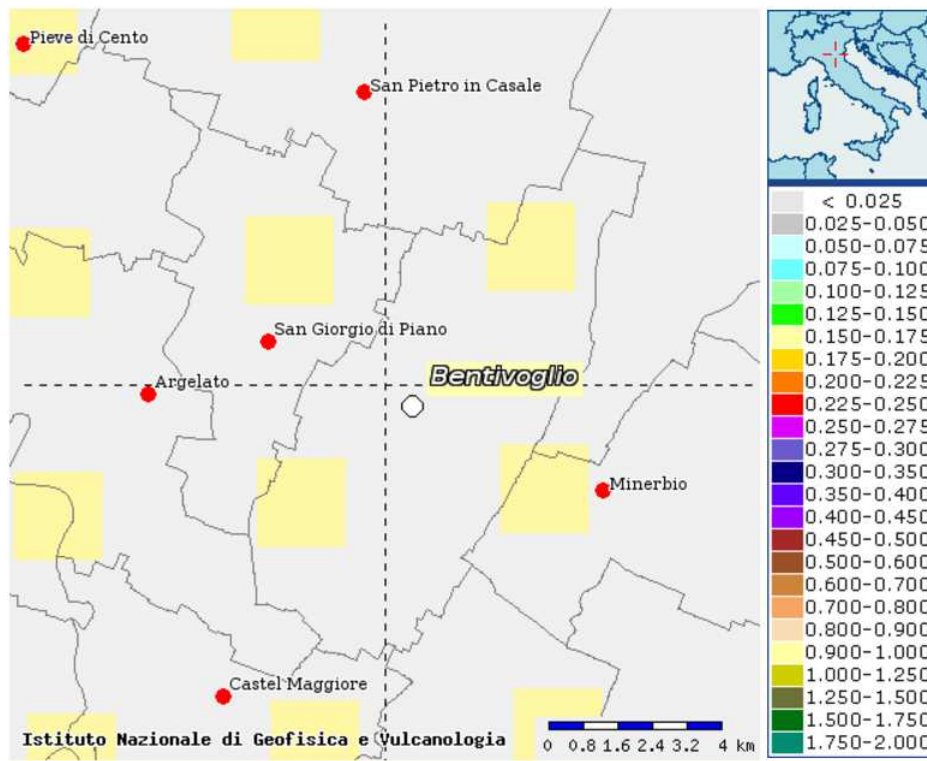 Pieve di Cento
San Pietro in Casale
San Giorgio di Piano
Bentivoglio
Argelato
Minerbio
Castel Maggiore
Istituto Nazionale di Geofisica e Vulcanologia
0 0.8 1.6 2.4 3.2 4 km
< 0.025
0.025-0.050
0.050-0.075
0.075-0.100
0.100-0.125
0.125-0.150
0.150-0.175
0.175-0.200
0.200-0.225
0.225-0.250
0.250-0.275
0.275-0.300
0.300-0.350
0.350-0.400
0.400-0.450
0.450-0.500
0.500-0.600
0.600-0.700
0.700-0.800
0.800-0.900
0.900-1.000
1.000-1.250
1.250-1.500
1.500-1.750
1.750-2.000